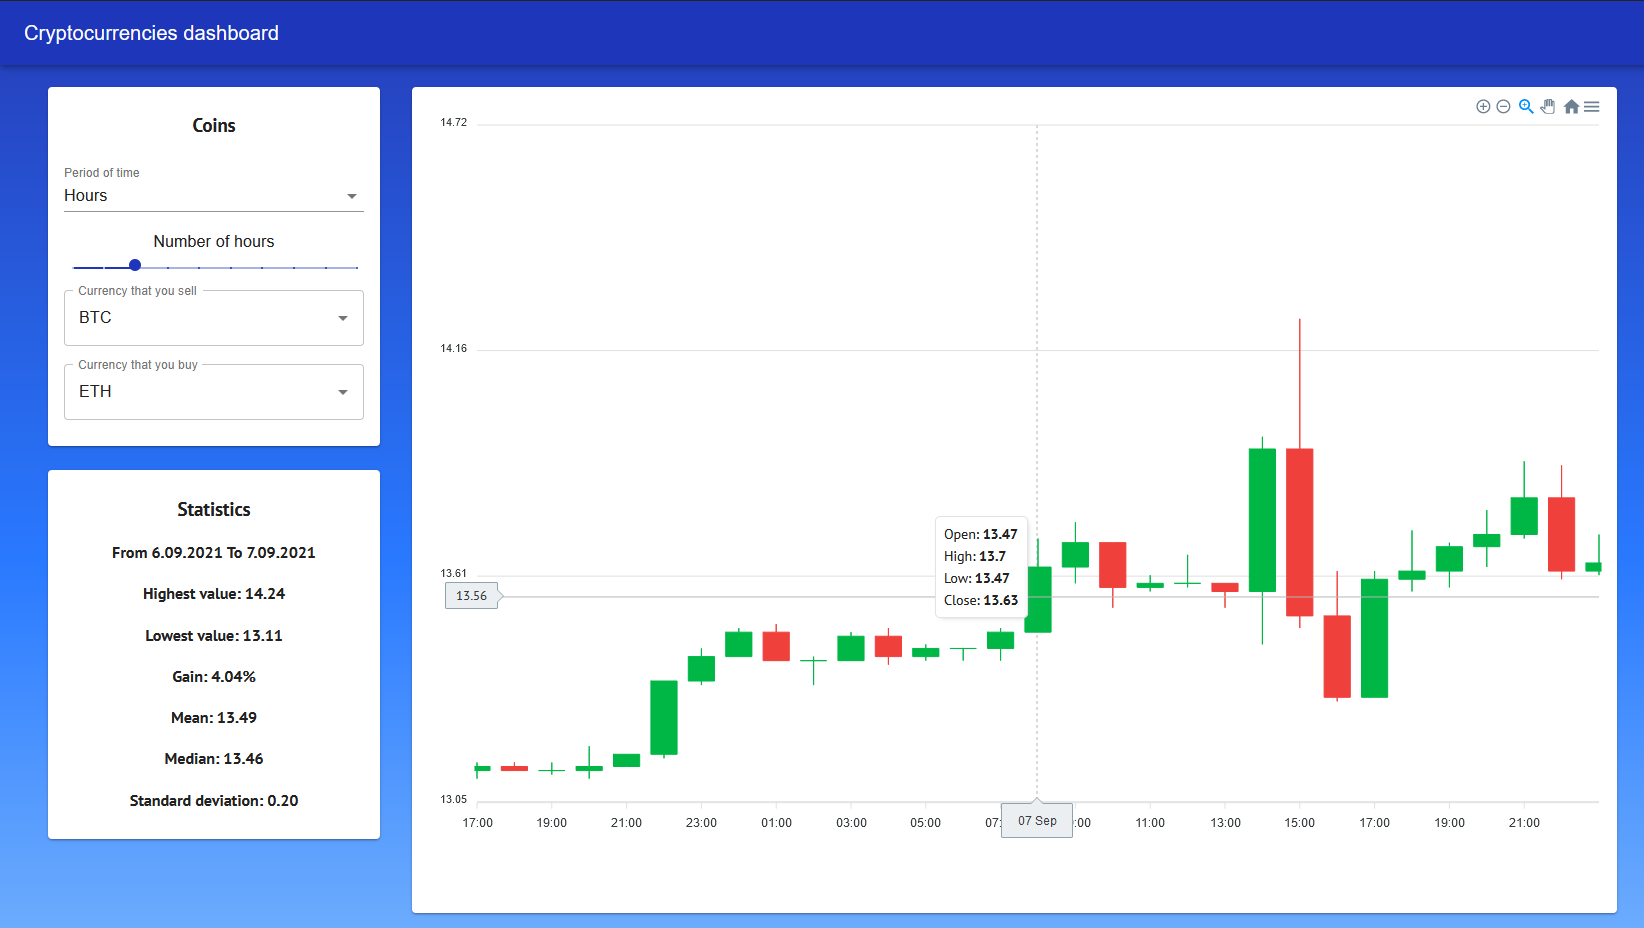 Cryptocurrencies dashboard
Coins
Period of time
Hours
Number of hours
Currency that you sell
BTC
Currency that you buy
ETH
Statistics
From 6.09.2021 To 7.09.2021
Highest value: 14.24
Lowest value: 13.11
Gain: 4.04%
Mean: 13.49
Median: 13.46
Standard deviation: 0.20
14.72
14.16
13.61
13.56
13.05
Open: 13.47
High: 13.7
Low: 13.47
Close: 13.63
17:00 19:00 21:00 23:00 01:00 03:00 05:00 07: 07 Sep :00 11:00 13:00 15:00 17:00 19:00 21:00